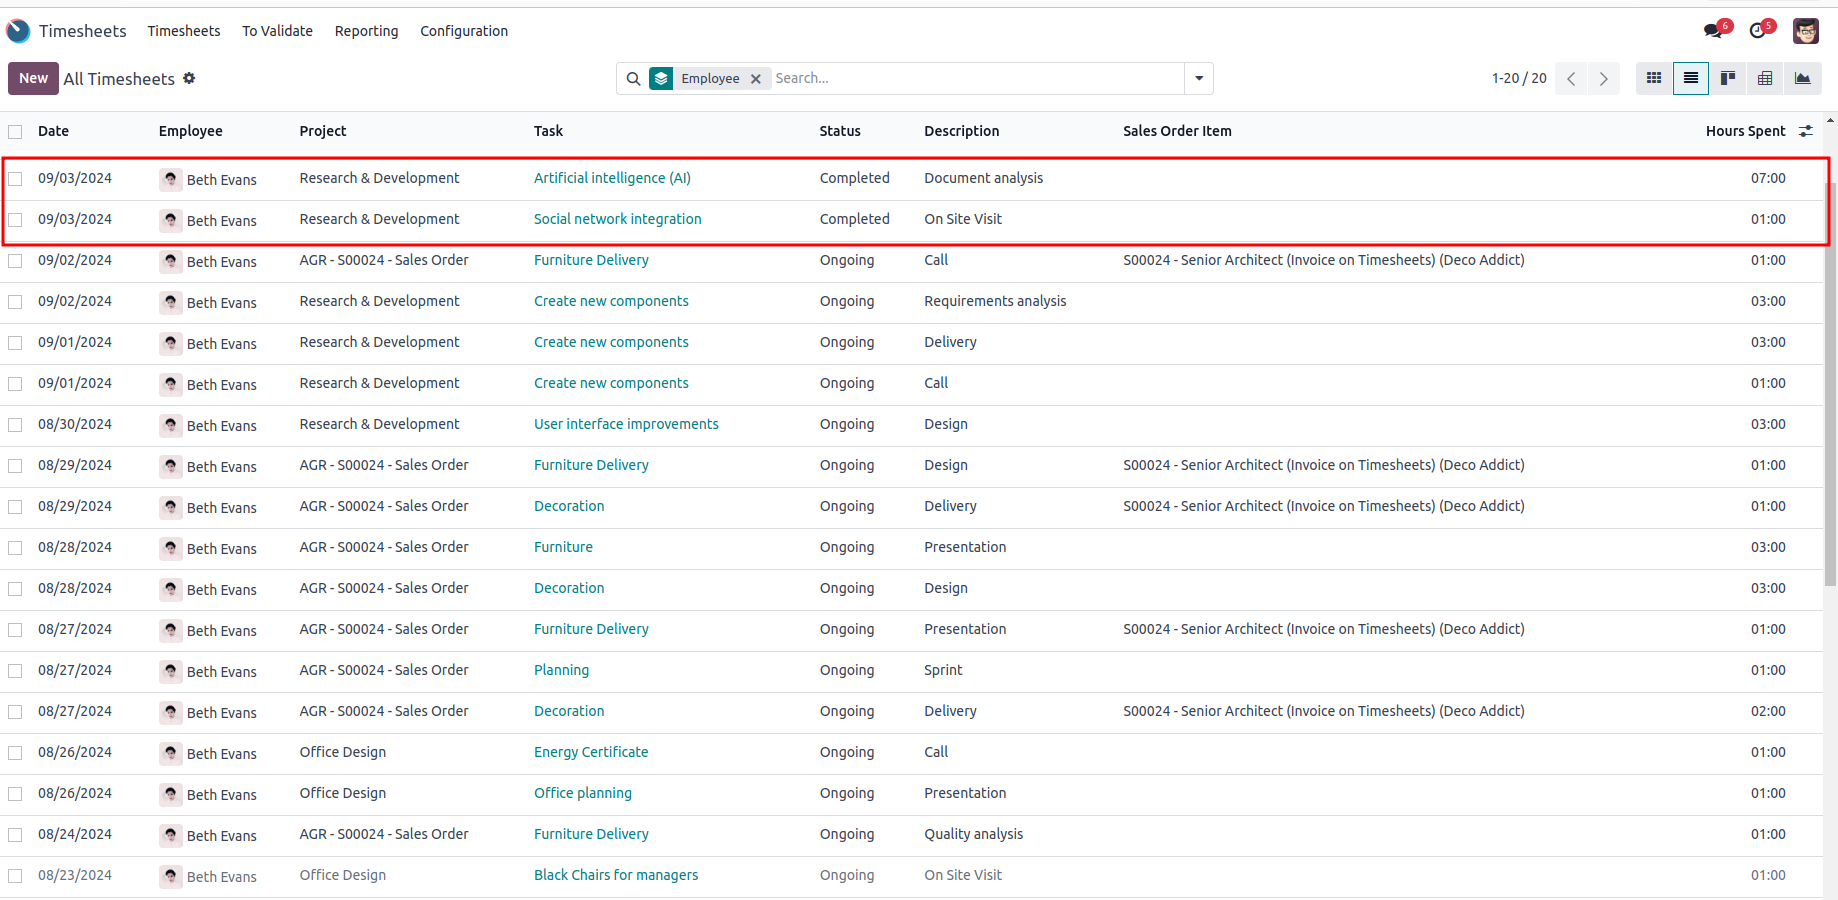 Timesheets Timesheets To Validate Reporting Configuration 6 5
New All Timesheets Employee Search... 1-20 / 20
Date Employee Project Task Status Description Sales Order Item Hours Spent
09/03/2024 Beth Evans Research & Development Artificial intelligence (AI) Completed Document analysis 07:00
09/03/2024 Beth Evans Research & Development Social network integration Completed On Site Visit 01:00
09/02/2024 Beth Evans AGR - S00024 - Sales Order Furniture Delivery Ongoing Call S00024 - Senior Architect (Invoice on Timesheets) (Deco Addict) 01:00
09/02/2024 Beth Evans Research & Development Create new components Ongoing Requirements analysis 03:00
09/01/2024 Beth Evans Research & Development Create new components Ongoing Delivery 03:00
09/01/2024 Beth Evans Research & Development Create new components Ongoing Call 01:00
08/30/2024 Beth Evans Research & Development User interface improvements Ongoing Design 03:00
08/29/2024 Beth Evans AGR - S00024 - Sales Order Furniture Delivery Ongoing Design S00024 - Senior Architect (Invoice on Timesheets) (Deco Addict) 01:00
08/29/2024 Beth Evans AGR - S00024 - Sales Order Decoration Ongoing Delivery S00024 - Senior Architect (Invoice on Timesheets) (Deco Addict) 01:00
08/28/2024 Beth Evans AGR - S00024 - Sales Order Furniture Ongoing Presentation 03:00
08/28/2024 Beth Evans AGR - S00024 - Sales Order Decoration Ongoing Design 03:00
08/27/2024 Beth Evans AGR - S00024 - Sales Order Furniture Delivery Ongoing Presentation S00024 - Senior Architect (Invoice on Timesheets) (Deco Addict) 01:00
08/27/2024 Beth Evans AGR - S00024 - Sales Order Planning Ongoing Sprint 01:00
08/27/2024 Beth Evans AGR - S00024 - Sales Order Decoration Ongoing Delivery S00024 - Senior Architect (Invoice on Timesheets) (Deco Addict) 02:00
08/26/2024 Beth Evans Office Design Energy Certificate Ongoing Call 01:00
08/26/2024 Beth Evans Office Design Office planning Ongoing Presentation 01:00
08/24/2024 Beth Evans AGR - S00024 - Sales Order Furniture Delivery Ongoing Quality analysis 01:00
08/23/2024 Beth Evans Office Design Black Chairs for managers Ongoing On Site Visit 01:00